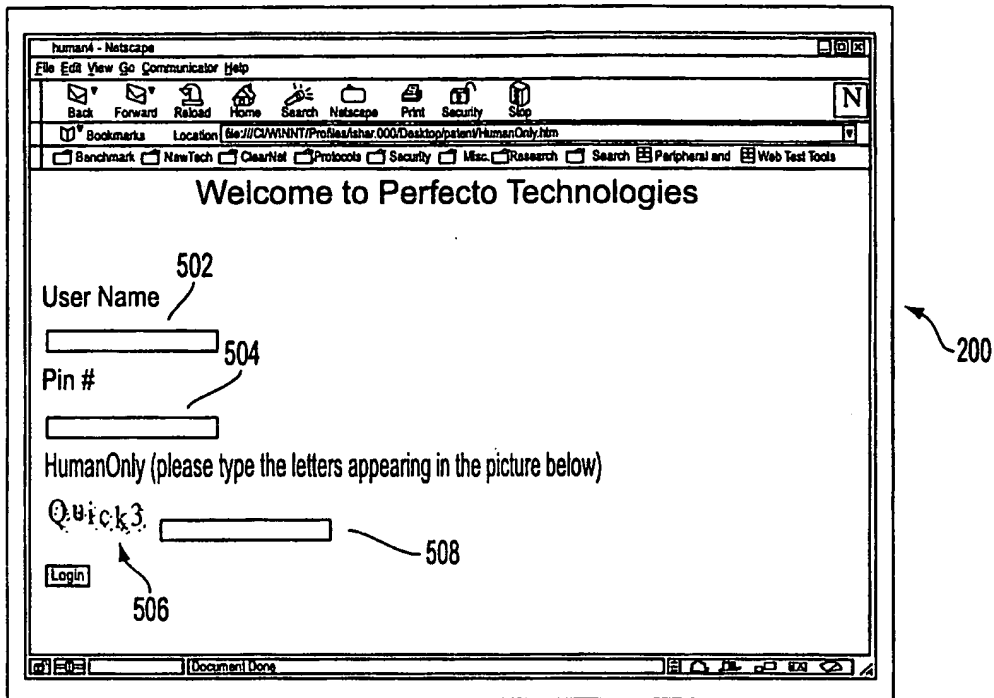 human4 - Netscape
File Edit View Go Communicator Help
Back Forward Reload Home Search Netscape Print Security Stop
N
Bookmarks Location file:///C|/WINNT/Profiles/ishar.000/Desktop/patent/HumanOnly.htm
Benchmark NewTech ClearNet Protocols Security Misc. Research Search Peripheral and Web Test Tools
Welcome to Perfecto Technologies
502
User Name
200
504
Pin #
HumanOnly (please type the letters appearing in the picture below)
Quick3
508
Login
506
Document Done